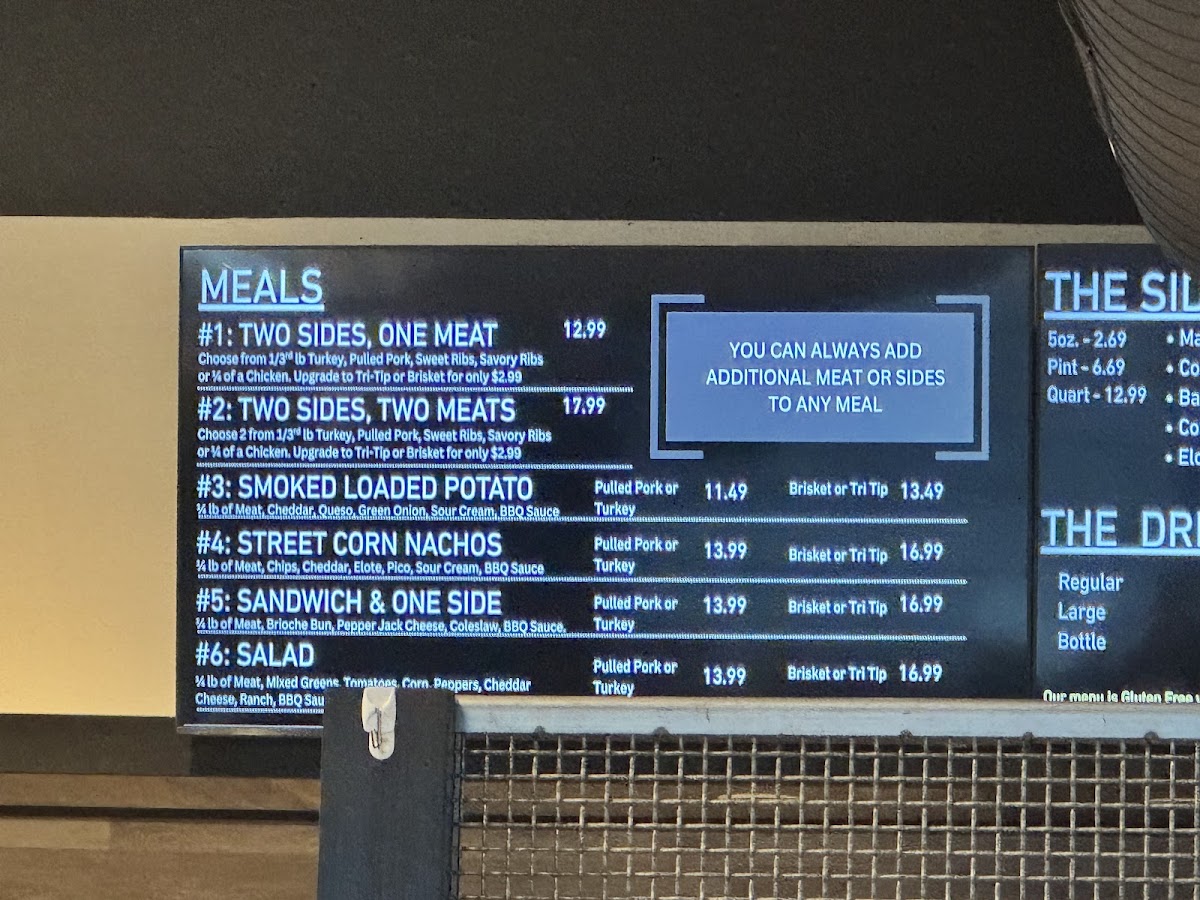 MEALS
#1: TWO SIDES, ONE MEAT 12.99
Choose from 1/3rd lb Turkey, Pulled Pork, Sweet Ribs, Savory Ribs
or ¼ of a Chicken. Upgrade to Tri-Tip or Brisket for only $2.99
#2: TWO SIDES, TWO MEATS 17.99
Choose 2 from 1/3rd lb Turkey, Pulled Pork, Sweet Ribs, Savory Ribs
or ¼ of a Chicken. Upgrade to Tri-Tip or Brisket for only $2.99
YOU CAN ALWAYS ADD
ADDITIONAL MEAT OR SIDES
TO ANY MEAL
#3: SMOKED LOADED POTATO Pulled Pork or 11.49 Brisket or Tri Tip 13.49
¼ lb of Meat, Cheddar, Queso, Green Onion, Sour Cream, BBQ Sauce Turkey
#4: STREET CORN NACHOS Pulled Pork or 13.99 Brisket or Tri Tip 16.99
¼ lb of Meat, Chips, Cheddar, Elote, Pico, Sour Cream, BBQ Sauce Turkey
#5: SANDWICH & ONE SIDE Pulled Pork or 13.99 Brisket or Tri Tip 16.99
¼ lb of Meat, Brioche Bun, Pepper Jack Cheese, Coleslaw, BBQ Sauce, Turkey
#6: SALAD Pulled Pork or 13.99 Brisket or Tri Tip 16.99
¼ lb of Meat, Mixed Greens, Tomatoes, Corn, Peppers, Cheddar Turkey
Cheese, Ranch, BBQ Sau
THE SI
5oz. - 2.69 • Ma
Pint - 6.69 • Co
Quart - 12.99 • Ba
• Co
• Elo
THE DR
Regular
Large
Bottle
Our menu is Gluten Free